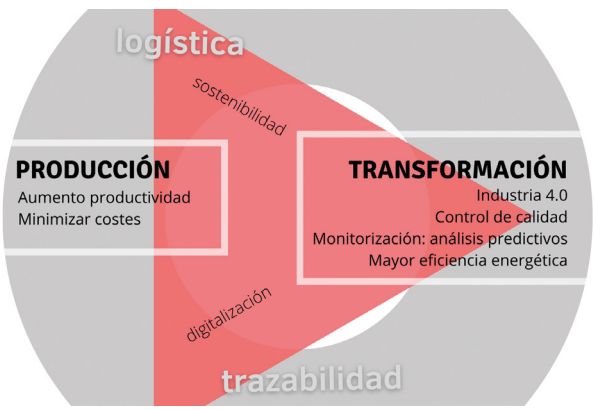 logística
sostenibilidad
PRODUCCIÓN
Aumento productividad
Minimizar costes
TRANSFORMACIÓN
Industria 4.0
Control de calidad
Monitorización: análisis predictivos
Mayor eficiencia energética
digitalización
trazabilidad